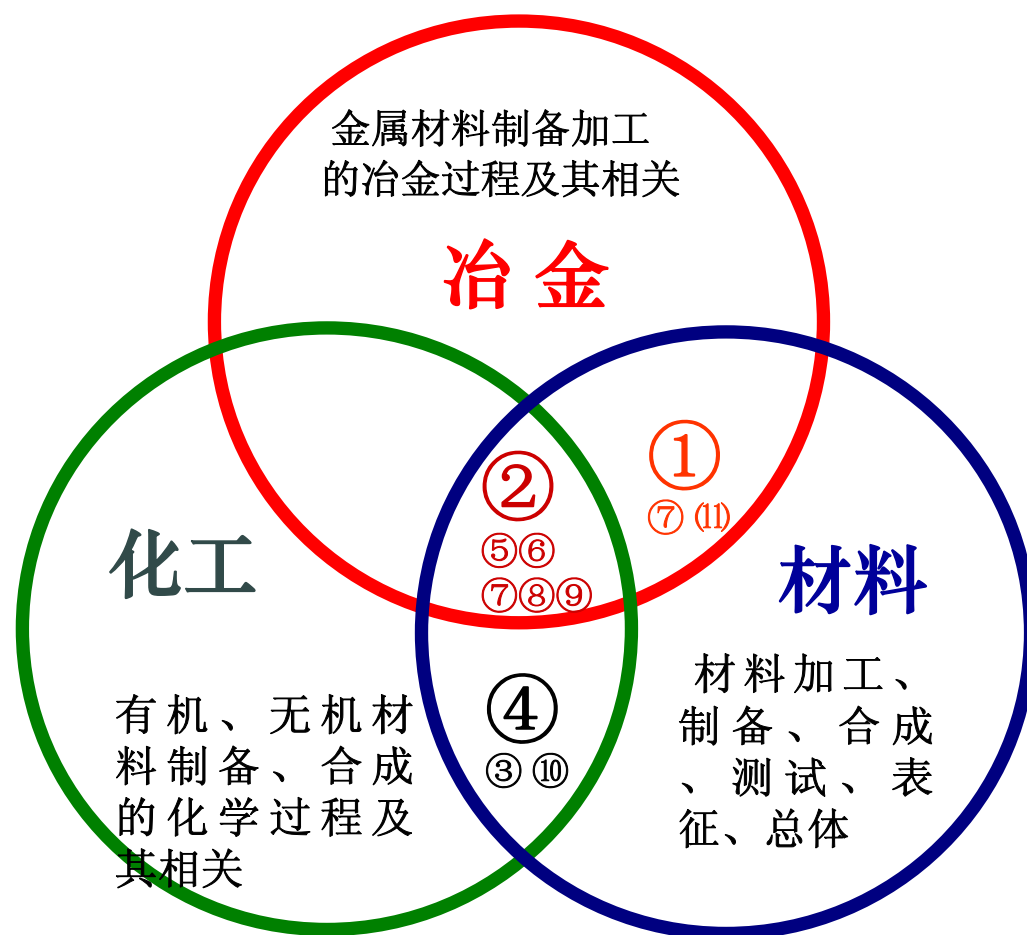 金属材料制备加工
的冶金过程及其相关
冶金
①
⑦⑾
②
⑤⑥
⑦⑧⑨
化工
材料
④
③⑩
有机、无机材
料制备、合成
的化学过程及
其相关
材料加工、
制备、合成
、测试、表
征、总体